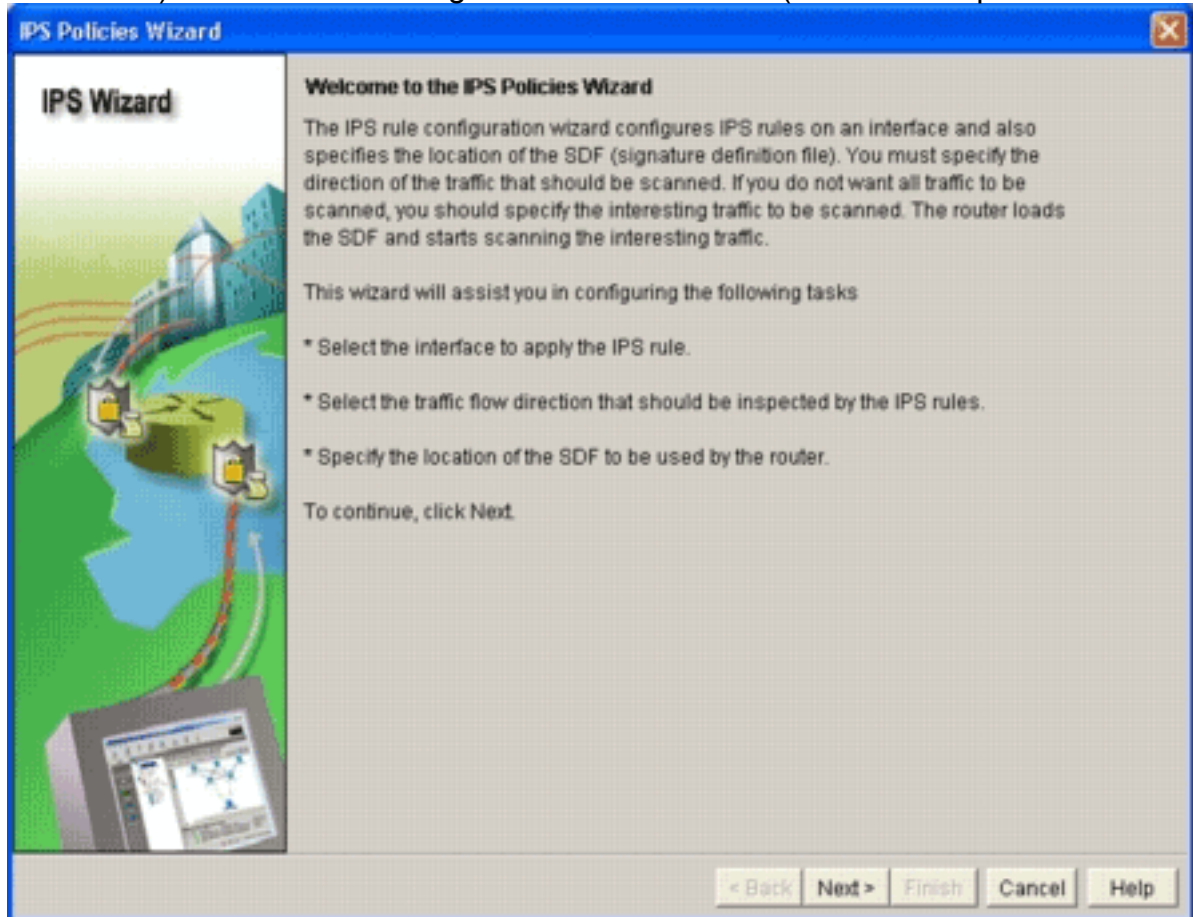 IPS Policies Wizard
IPS Wizard
Welcome to the IPS Policies Wizard
The IPS rule configuration wizard configures IPS rules on an interface and also
specifies the location of the SDF (signature definition file). You must specify the
direction of the traffic that should be scanned. If you do not want all traffic to be
scanned, you should specify the interesting traffic to be scanned. The router loads
the SDF and starts scanning the interesting traffic.
This wizard will assist you in configuring the following tasks
* Select the interface to apply the IPS rule.
* Select the traffic flow direction that should be inspected by the IPS rules.
* Specify the location of the SDF to be used by the router.
To continue, click Next.
< Back Next > Finish Cancel Help